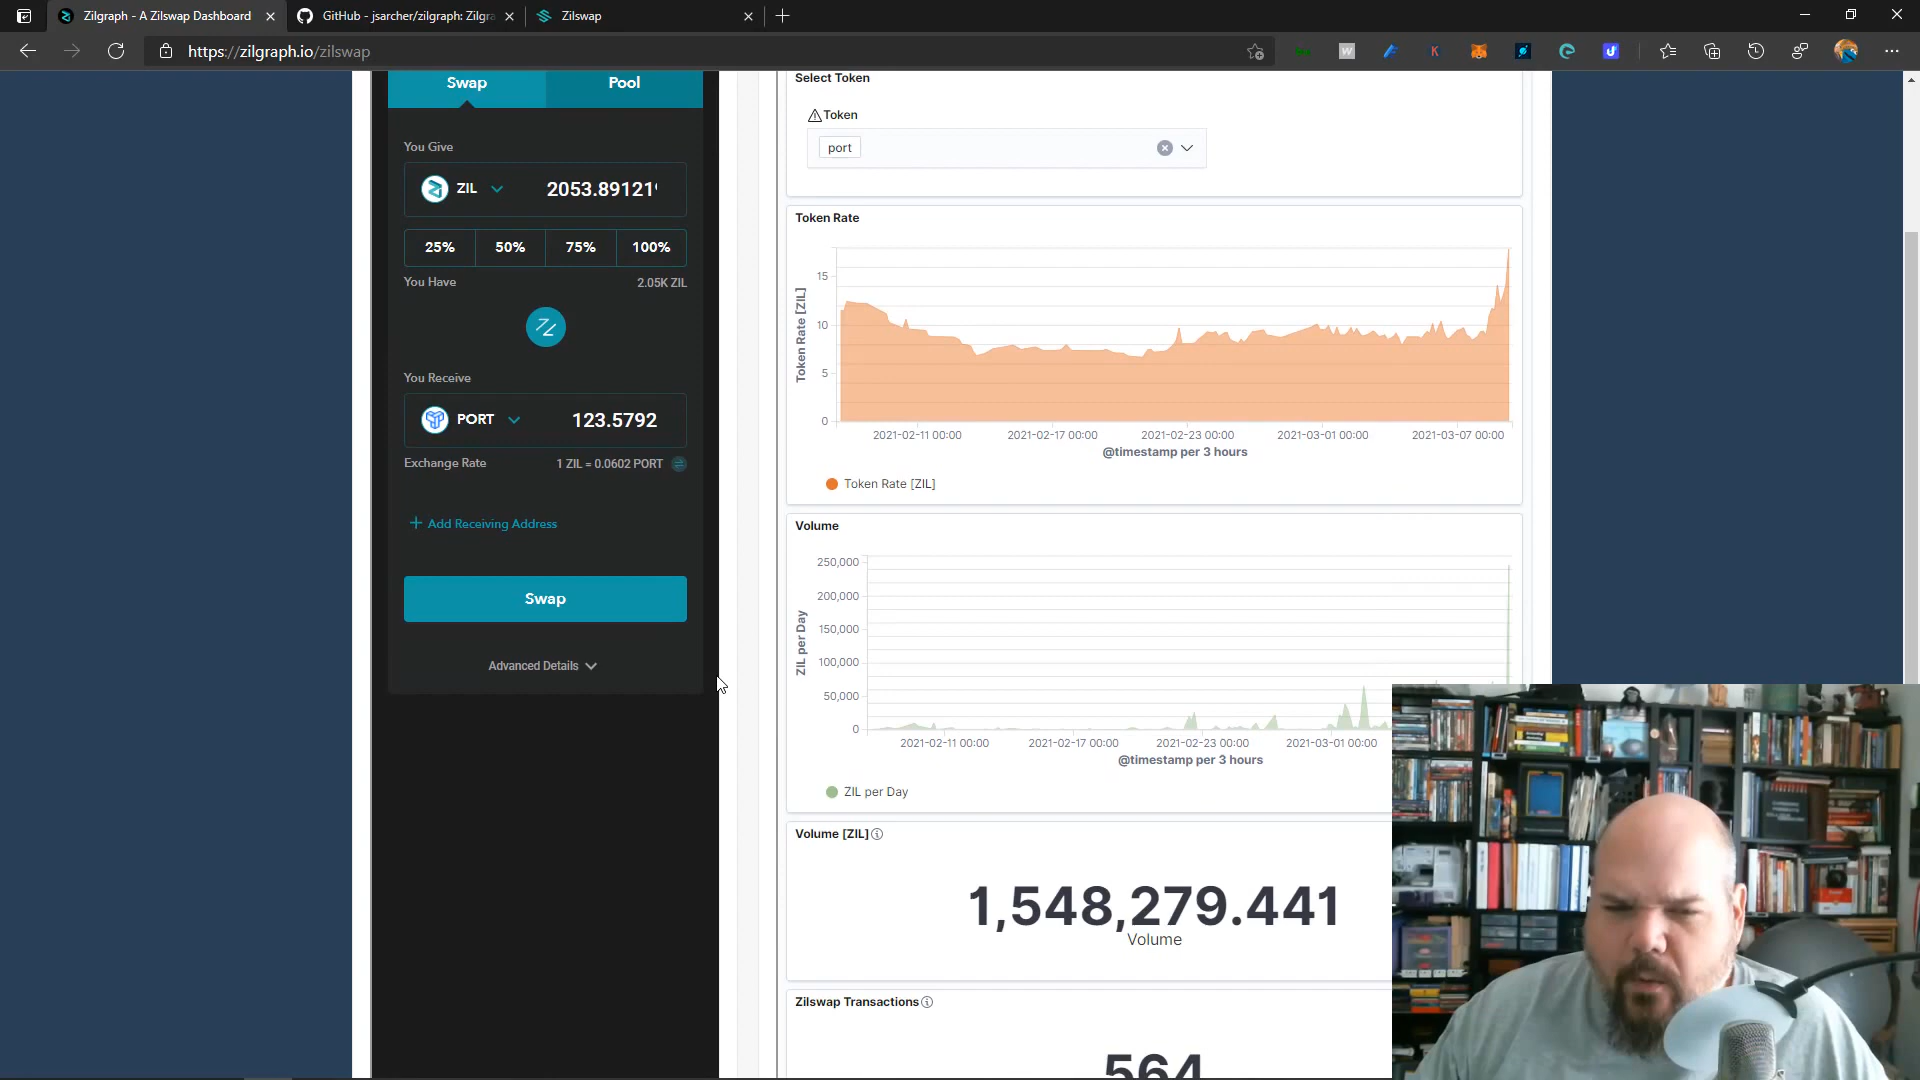 Zilgraph - A Zilswap Dashboard
GitHub - jsarcher/zilgraph: Zilgra
Zilswap
https://zilgraph.io/zilswap
Swap
Pool
You Give
ZIL
2053.89121
25%
50%
75%
100%
You Have
2.05K ZIL
You Receive
PORT
123.5792
Exchange Rate
1 ZIL = 0.0602 PORT
+ Add Receiving Address
Swap
Advanced Details
Select Token
Token
port
Token Rate
Token Rate [ZIL]
15
10
5
0
2021-02-11 00:00
2021-02-17 00:00
2021-02-23 00:00
2021-03-01 00:00
2021-03-07 00:00
@timestamp per 3 hours
Token Rate [ZIL]
Volume
ZIL per Day
250,000
200,000
150,000
100,000
50,000
0
2021-02-11 00:00
2021-02-17 00:00
2021-02-23 00:00
2021-03-01 00:00
@timestamp per 3 hours
ZIL per Day
Volume [ZIL]
1,548,279.441
Volume
Zilswap Transactions
564